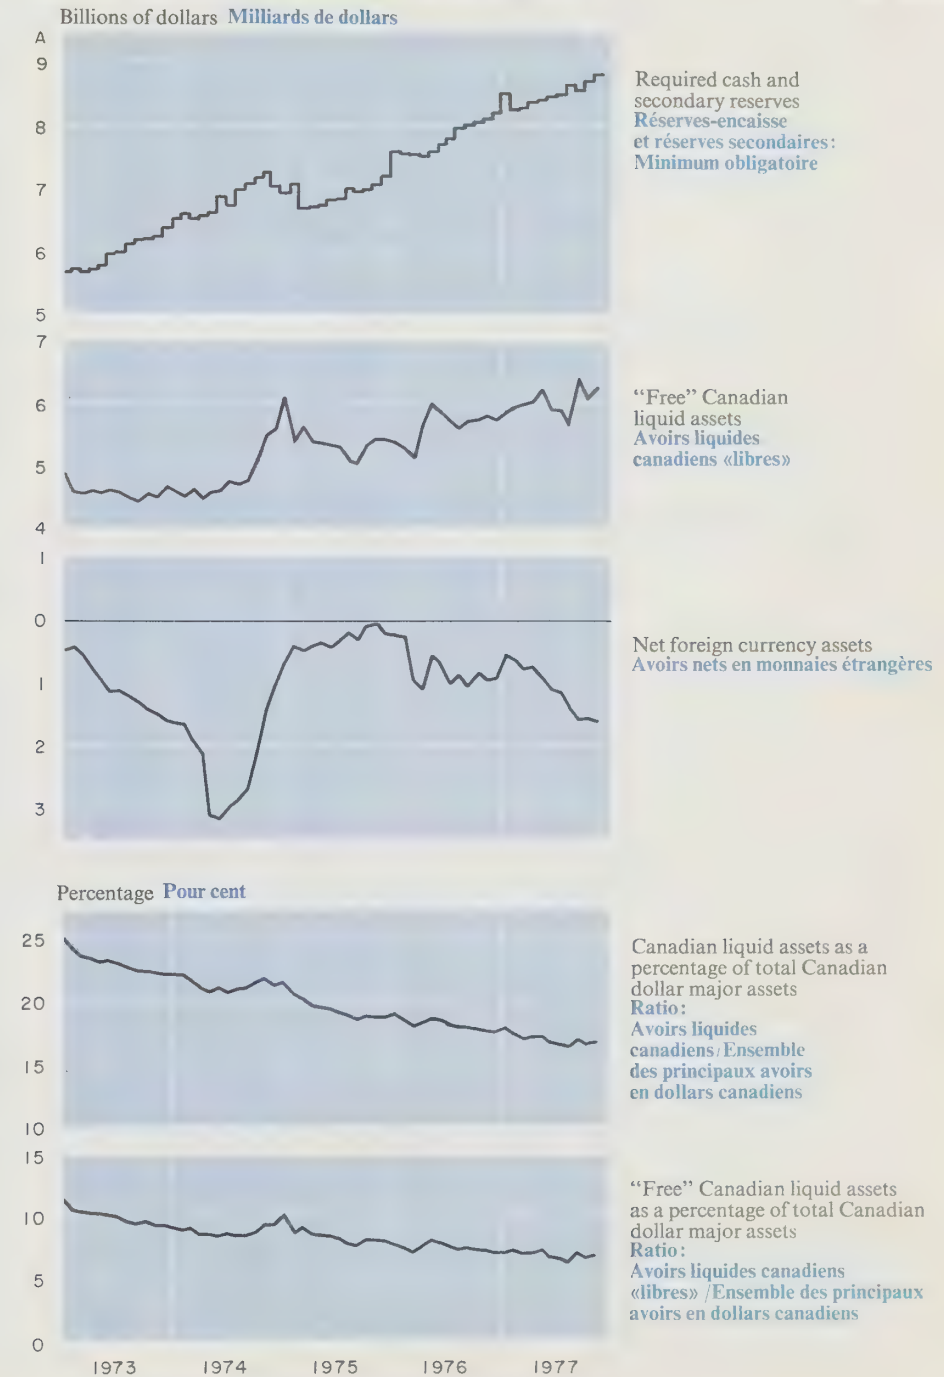 Billions of dollars Milliards de dollars
A
9
8
7
6
5
Required cash and
secondary reserves
Réserves-encaisse
et réserves secondaires:
Minimum obligatoire
7
6
5
4
"Free" Canadian
liquid assets
Avoirs liquides
canadiens «libres»
1
0
1
2
3
Net foreign currency assets
Avoirs nets en monnaies étrangères
Percentage Pour cent
25
20
15
10
Canadian liquid assets as a
percentage of total Canadian
dollar major assets
Ratio:
Avoirs liquides
canadiens/Ensemble
des principaux avoirs
en dollars canadiens
15
10
5
0
"Free" Canadian liquid assets
as a percentage of total Canadian
dollar major assets
Ratio:
Avoirs liquides canadiens
«libres» /Ensemble des principaux
avoirs en dollars canadiens
1973 1974 1975 1976 1977